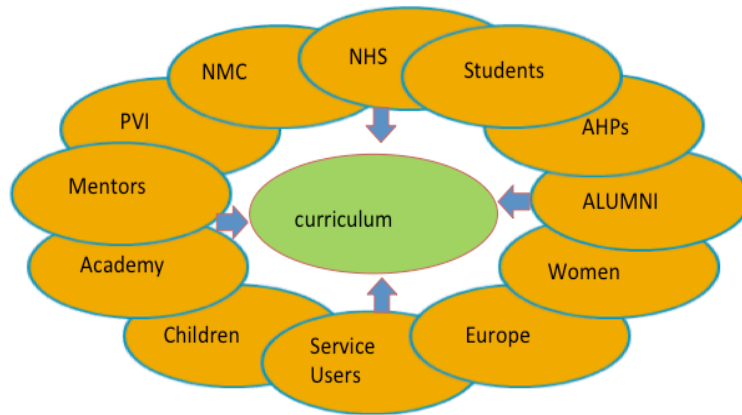 NHS
NMC
Students
PVI
AHPs
Mentors
ALUMNI
curriculum
Academy
Women
Children
Service
Users
Europe